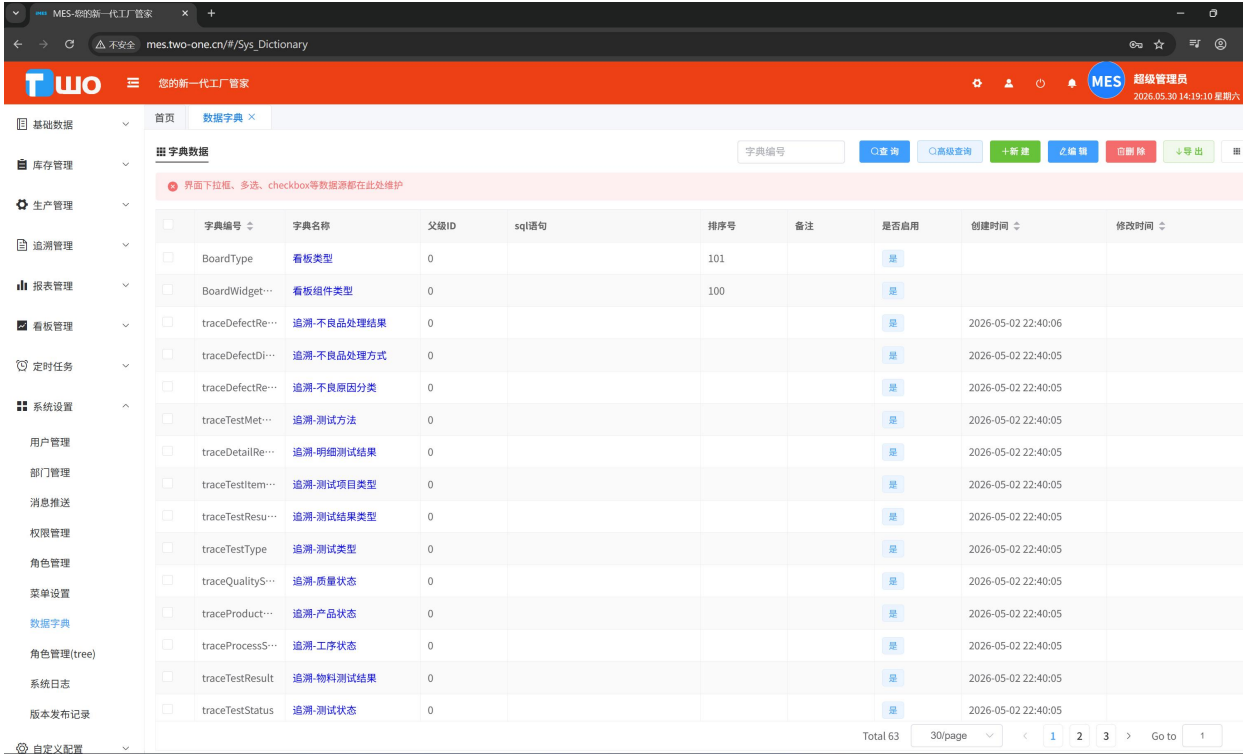 MES-您的新一代工厂管家
不安全 mes.two-one.cn/#/Sys_Dictionary
TWO 您的新一代工厂管家 MES 超级管理员
2026.05.30 14:19:10 星期六
基础数据
库存管理
生产管理
追溯管理
报表管理
看板管理
定时任务
系统设置
用户管理
部门管理
消息推送
权限管理
角色管理
菜单设置
数据字典
角色管理(tree)
系统日志
版本发布记录
自定义配置
首页 数据字典
字典数据 字典编号 查询 高级查询 新建 编辑 删除 导出
界面下拉框、多选、checkbox等数据源都在此处维护
字典编号 字典名称 父级ID sql语句 排序号 备注 是否启用 创建时间 修改时间
BoardType 看板类型 0 101 是
BoardWidget··· 看板组件类型 0 100 是
traceDefectRe··· 追溯-不良品处理结果 0 是 2026-05-02 22:40:06
traceDefectDi··· 追溯-不良品处理方式 0 是 2026-05-02 22:40:05
traceDefectRe··· 追溯-不良原因分类 0 是 2026-05-02 22:40:05
traceTestMet··· 追溯-测试方法 0 是 2026-05-02 22:40:05
traceDetailRe··· 追溯-明细测试结果 0 是 2026-05-02 22:40:05
traceTestItem··· 追溯-测试项目类型 0 是 2026-05-02 22:40:05
traceTestResu··· 追溯-测试结果类型 0 是 2026-05-02 22:40:05
traceTestType 追溯-测试类型 0 是 2026-05-02 22:40:05
traceQualityS··· 追溯-质量状态 0 是 2026-05-02 22:40:05
traceProduct··· 追溯-产品状态 0 是 2026-05-02 22:40:05
traceProcessS··· 追溯-工序状态 0 是 2026-05-02 22:40:05
traceTestResult 追溯-物料测试结果 0 是 2026-05-02 22:40:05
traceTestStatus 追溯-测试状态 0 是 2026-05-02 22:40:05
Total 63 30/page 1 2 3 Go to 1